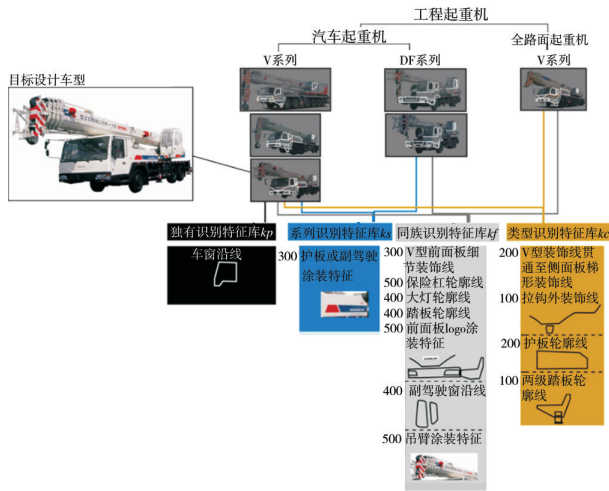 工程起重机
汽车起重机
全路面起重机
V系列
DF系列
V系列
目标设计车型
独有识别特征库kp
系列识别特征库ks
同族识别特征库kf
类型识别特征库kc
车窗沿线
300 护板或副驾驶
涂装特征
300 V型前面板细
节装饰线
500 保险杠轮廓线
400 大灯轮廓线
400 踏板轮廓线
500 前面板logo涂
装特征
400 副驾驶窗沿线
500 吊臂涂装特征
200 V型装饰线贯
通至侧面板梯
形装饰线
100 拉钩外装饰线
200 护板轮廓线
100 两级踏板轮
廓线